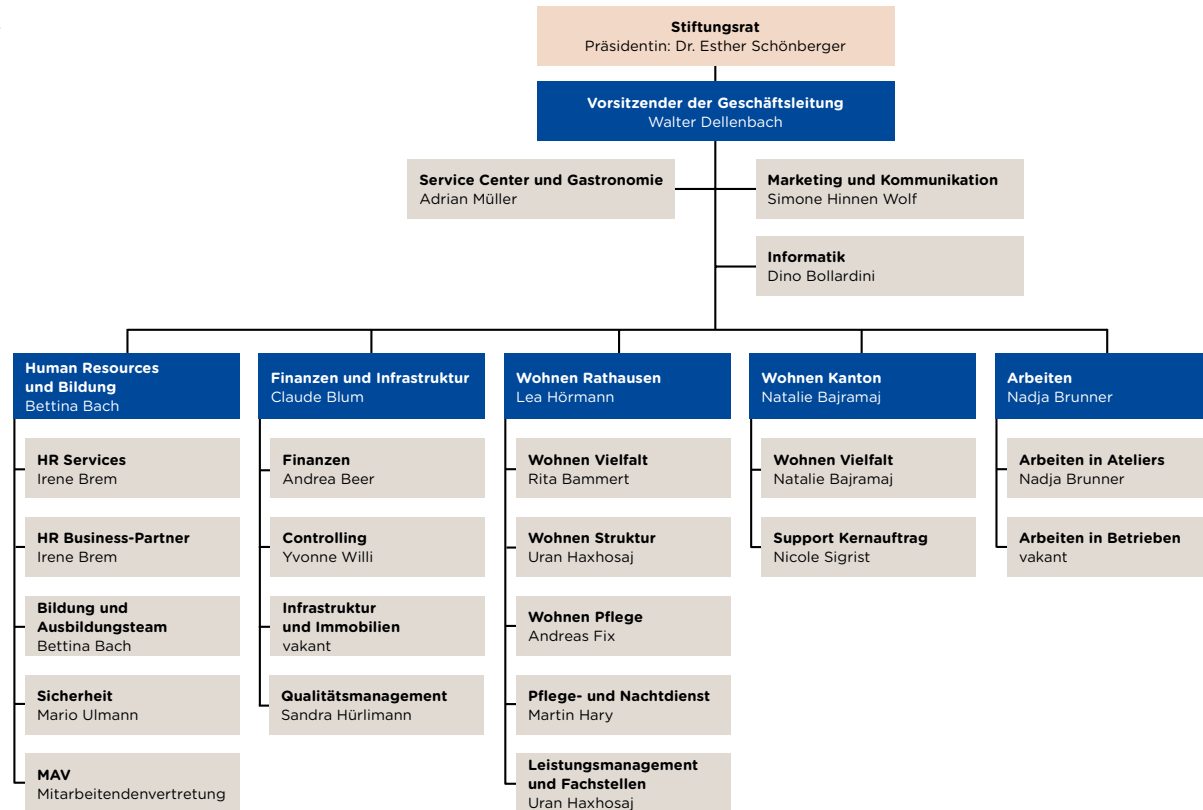 Stiftungsrat
Präsidentin: Dr. Esther Schönberger
Vorsitzender der Geschäftsleitung
Walter Dellenbach
Service Center und Gastronomie
Adrian Müller
Marketing und Kommunikation
Simone Hinnen Wolf
Informatik
Dino Bollardini
Human Resources
und Bildung
Bettina Bach
HR Services
Irene Brem
HR Business-Partner
Irene Brem
Bildung und
Ausbildungsteam
Bettina Bach
Sicherheit
Mario Ulmann
MAV
Mitarbeitendenvertretung
Finanzen und Infrastruktur
Claude Blum
Finanzen
Andrea Beer
Controlling
Yvonne Willi
Infrastruktur
und Immobilien
vakant
Qualitätsmanagement
Sandra Hürlimann
Wohnen Rathausen
Lea Hörmann
Wohnen Vielfalt
Rita Bammert
Wohnen Struktur
Uran Haxhosaj
Wohnen Pflege
Andreas Fix
Pflege- und Nachtdienst
Martin Hary
Leistungsmanagement
und Fachstellen
Uran Haxhosaj
Wohnen Kanton
Natalie Bajramaj
Wohnen Vielfalt
Natalie Bajramaj
Support Kernauftrag
Nicole Sigrist
Arbeiten
Nadja Brunner
Arbeiten in Ateliers
Nadja Brunner
Arbeiten in Betrieben
vakant